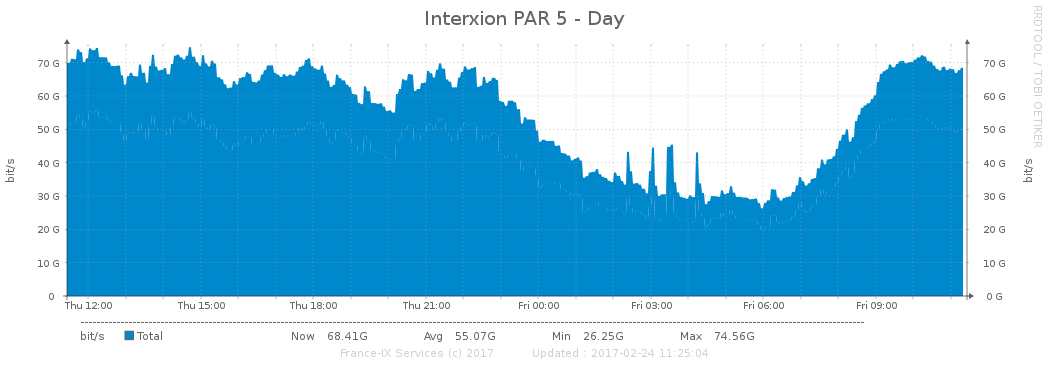 Interxion PAR 5 - Day
RRDTOOL / TOBI OETIKER
70 G 70 G
60 G 60 G
50 G 50 G
40 G 40 G
30 G 30 G
20 G 20 G
10 G 10 G
0 0 G
bit/s bit/s
Thu 12:00 Thu 15:00 Thu 18:00 Thu 21:00 Fri 00:00 Fri 03:00 Fri 06:00 Fri 09:00
bit/s Total Now 68.41G Avg 55.07G Min 26.25G Max 74.56G
France-IX Services (c) 2017 Updated : 2017-02-24 11:25:04